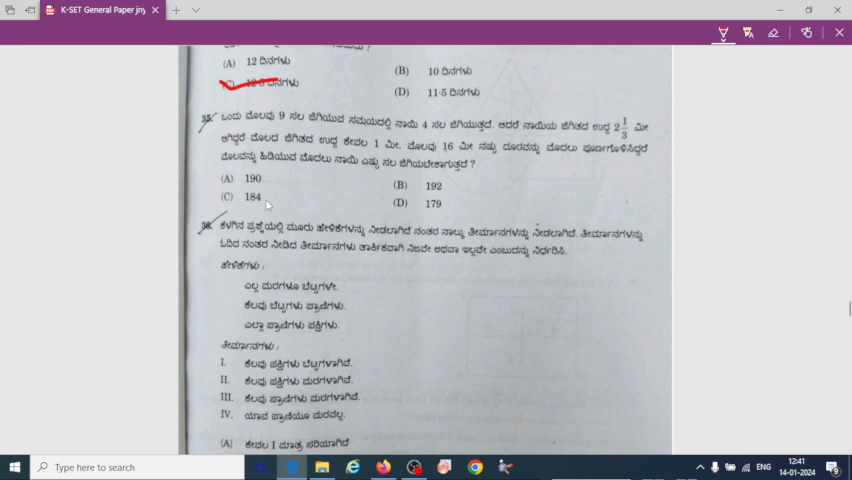 K-SET General Paper jny
(A) 12 ದಿನಗಳು
(B) 10 ದಿನಗಳು
(C) 12·5 ದಿನಗಳು
(D) 11·5 ದಿನಗಳು
35. ಒಂದು ಮೊಲವು 9 ಸಲ ಜಿಗಿಯುವ ಸಮಯದಲ್ಲಿ ನಾಯಿ 4 ಸಲ ಜಿಗಿಯುತ್ತದೆ. ಆದರೆ ನಾಯಿಯ ಜಿಗಿತದ ಉದ್ದ 2 1/3 ಮೀ
ಆಗಿದ್ದರೆ ಮೊಲದ ಜಿಗಿತದ ಉದ್ದ ಕೇವಲ 1 ಮೀ. ಮೊಲವು 16 ಮೀ ನಷ್ಟು ದೂರವನ್ನು ಮೊದಲು ಪೂರ್ಣಗೊಳಿಸಿದ್ದರೆ
ಮೊಲವನ್ನು ಹಿಡಿಯುವ ಮೊದಲು ನಾಯಿ ಎಷ್ಟು ಸಲ ಜಿಗಿಯಬೇಕಾಗುತ್ತದೆ ?
(A) 190
(B) 192
(C) 184
(D) 179
36. ಕೆಳಗಿನ ಪ್ರಶ್ನೆಯಲ್ಲಿ ಮೂರು ಹೇಳಿಕೆಗಳನ್ನು ನೀಡಲಾಗಿದೆ ನಂತರ ನಾಲ್ಕು ತೀರ್ಮಾನಗಳನ್ನು ನೀಡಲಾಗಿದೆ. ತೀರ್ಮಾನಗಳನ್ನು
ಓದಿದ ನಂತರ ನೀಡಿದ ತೀರ್ಮಾನಗಳು ತಾರ್ಕಿಕವಾಗಿ ನಿಜವೇ ಅಥವಾ ಇಲ್ಲವೇ ಎಂಬುದನ್ನು ನಿರ್ಧರಿಸಿ.
ಹೇಳಿಕೆಗಳು :
ಎಲ್ಲ ಮರಗಳೂ ಬೆಟ್ಟಗಳೇ.
ಕೆಲವು ಬೆಟ್ಟಗಳು ಪ್ರಾಣಿಗಳು.
ಎಲ್ಲಾ ಪ್ರಾಣಿಗಳು ಪಕ್ಷಿಗಳು.
ತೀರ್ಮಾನಗಳು :
I. ಕೆಲವು ಪಕ್ಷಿಗಳು ಬೆಟ್ಟಗಳಾಗಿವೆ.
II. ಕೆಲವು ಪಕ್ಷಿಗಳು ಮರಗಳಾಗಿವೆ.
III. ಕೆಲವು ಪ್ರಾಣಿಗಳು ಮರಗಳಾಗಿವೆ.
IV. ಯಾವ ಪ್ರಾಣಿಯೂ ಮರವಲ್ಲ.
(A) ಕೇವಲ I ಮಾತ್ರ ಸರಿಯಾಗಿದೆ
Type here to search
ENG
12:41
14-01-2024